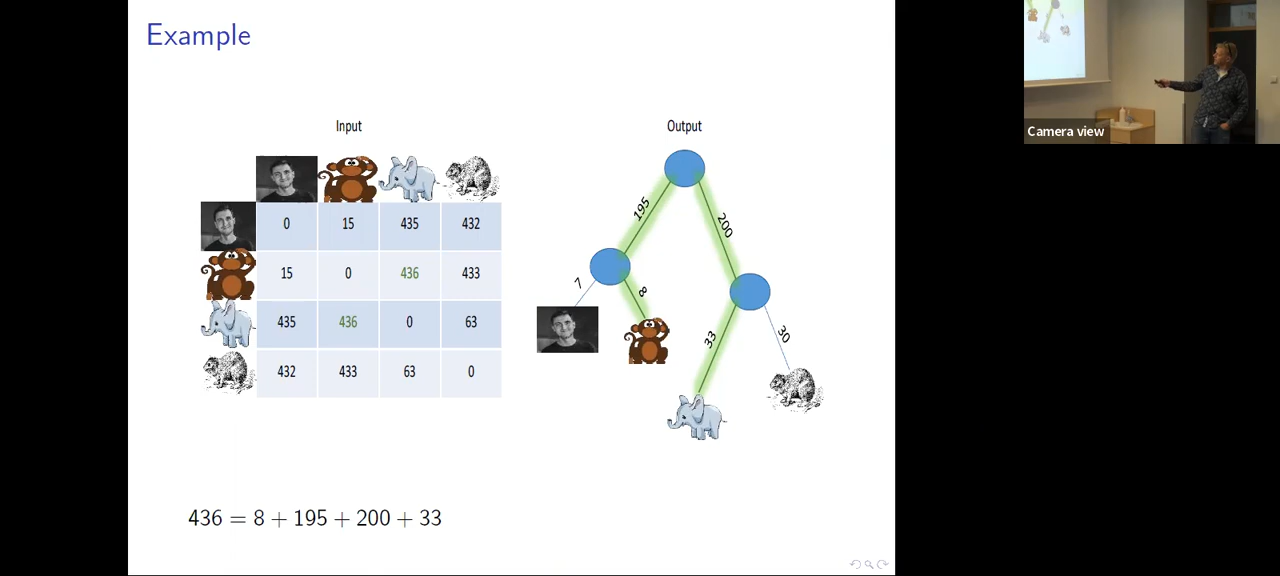 Example
Input
Output
0 15 435 432
15 0 436 433
435 436 0 63
432 433 63 0
195
200
7
8
33
30
436 = 8 + 195 + 200 + 33
Camera view